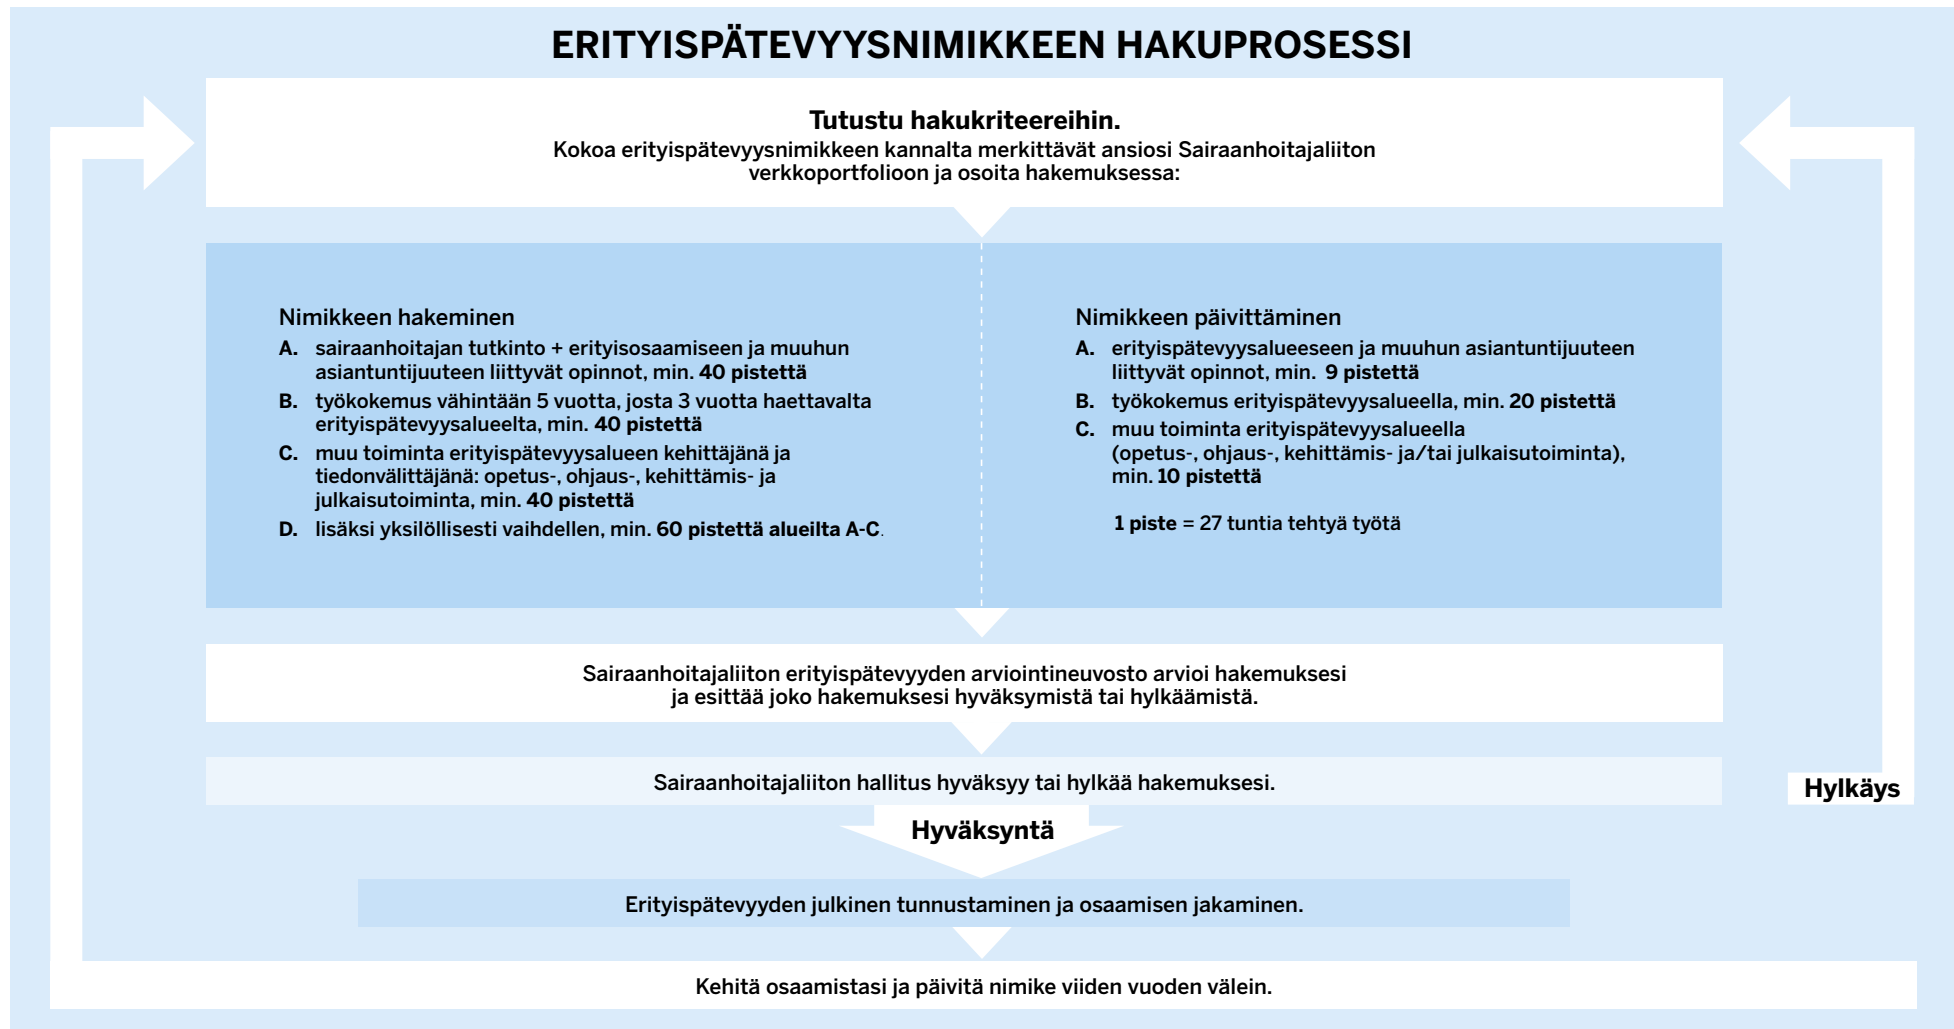 ERITYISPÄTEVYYSNIMIKKEEN HAKUPROSESSI
Tutustu hakukriteereihin.
Kokoa erityispätevyysnimikkeen kannalta merkittävät ansiosi Sairaanhoitajaliiton
verkkoportfolioon ja osoita hakemuksessa:
Nimikkeen hakeminen
A. sairaanhoitajan tutkinto + erityisosaamiseen ja muuhun
asiantuntijuuteen liittyvät opinnot, min. 40 pistettä
B. työkokemus vähintään 5 vuotta, josta 3 vuotta haettavalta
erityispätevyysalueelta, min. 40 pistettä
C. muu toiminta erityispätevyysalueen kehittäjänä ja
tiedonvälittäjänä: opetus-, ohjaus-, kehittämis- ja
julkaisutoiminta, min. 40 pistettä
D. lisäksi yksilöllisesti vaihdellen, min. 60 pistettä alueilta A-C.
Nimikkeen päivittäminen
A. erityispätevyysalueeseen ja muuhun asiantuntijuuteen
liittyvät opinnot, min. 9 pistettä
B. työkokemus erityispätevyysalueella, min. 20 pistettä
C. muu toiminta erityispätevyysalueella
(opetus-, ohjaus-, kehittämis- ja/tai julkaisutoiminta),
min. 10 pistettä
1 piste = 27 tuntia tehtyä työtä
Sairaanhoitajaliiton erityispätevyyden arviointineuvosto arvioi hakemuksesi
ja esittää joko hakemuksesi hyväksymistä tai hylkäämistä.
Sairaanhoitajaliiton hallitus hyväksyy tai hylkää hakemuksesi.
Hylkäys
Hyväksyntä
Erityispätevyyden julkinen tunnustaminen ja osaamisen jakaminen.
Kehitä osaamistasi ja päivitä nimike viiden vuoden välein.